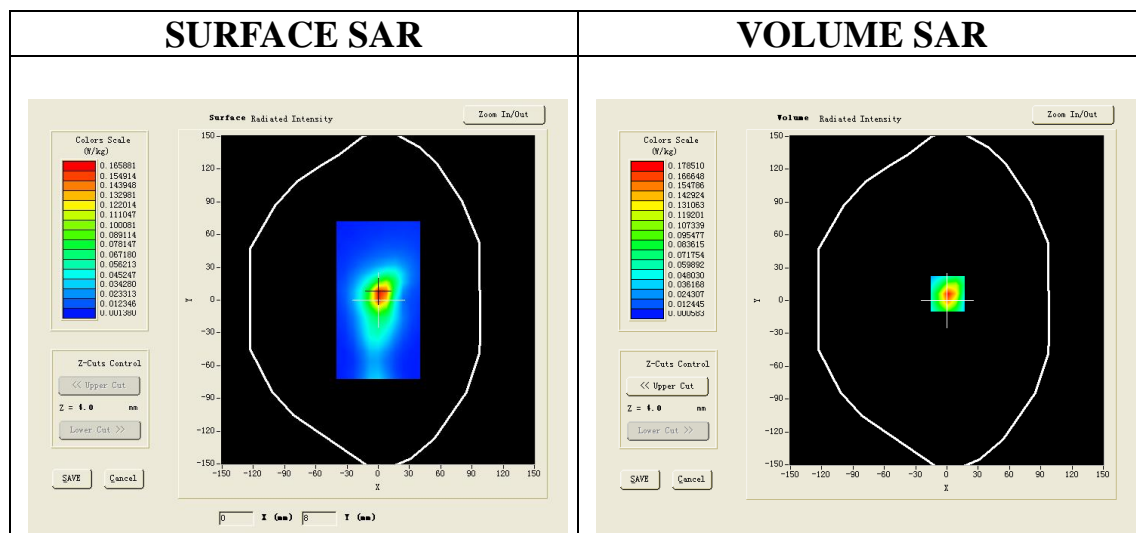 SURFACE SAR
VOLUME SAR
Surface Radiated Intensity
Zoom In/Out
Colors Scale
(W/kg)
0.165881
0.154914
0.143948
0.132981
0.122014
0.111047
0.100081
0.089114
0.078147
0.067180
0.056213
0.045247
0.034280
0.023313
0.012346
0.001380
150
120
90
60
30
0
-30
-60
-90
-120
-150
Y
-150 -120 -90 -60 -30 0 30 60 90 120 150
X
Z-Cuts Control
<< Upper Cut
Z = 4.0 mm
Lower Cut >>
SAVE Cancel
0 X (mm) 8 Y (mm)
Volume Radiated Intensity
Zoom In/Out
Colors Scale
(W/kg)
0.178510
0.166648
0.154786
0.142924
0.131063
0.119201
0.107339
0.095477
0.083615
0.071754
0.059892
0.048030
0.036168
0.024307
0.012445
0.000583
150
120
90
60
30
0
-30
-60
-90
-120
-150
Y
-150 -120 -90 -60 -30 0 30 60 90 120 150
X
Z-Cuts Control
<< Upper Cut
Z = 4.0 mm
Lower Cut >>
SAVE Cancel